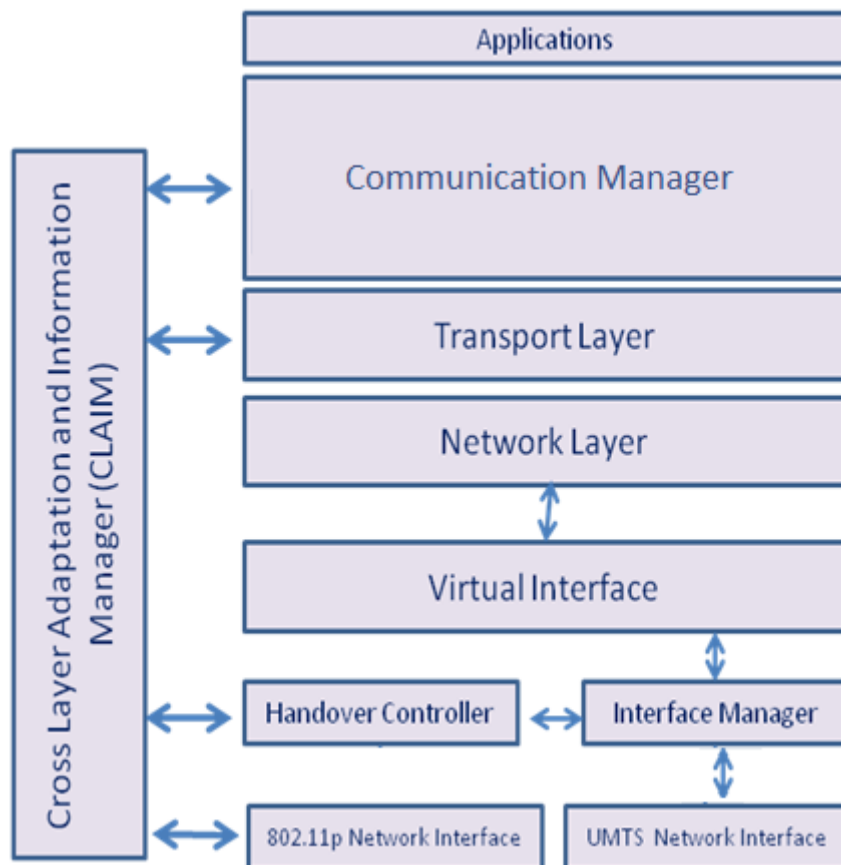 Applications
Communication Manager
Transport Layer
Network Layer
Virtual Interface
Handover Controller
Interface Manager
802.11p Network Interface
UMTS Network Interface
Cross Layer Adaptation and Information
Manager (CLAIM)